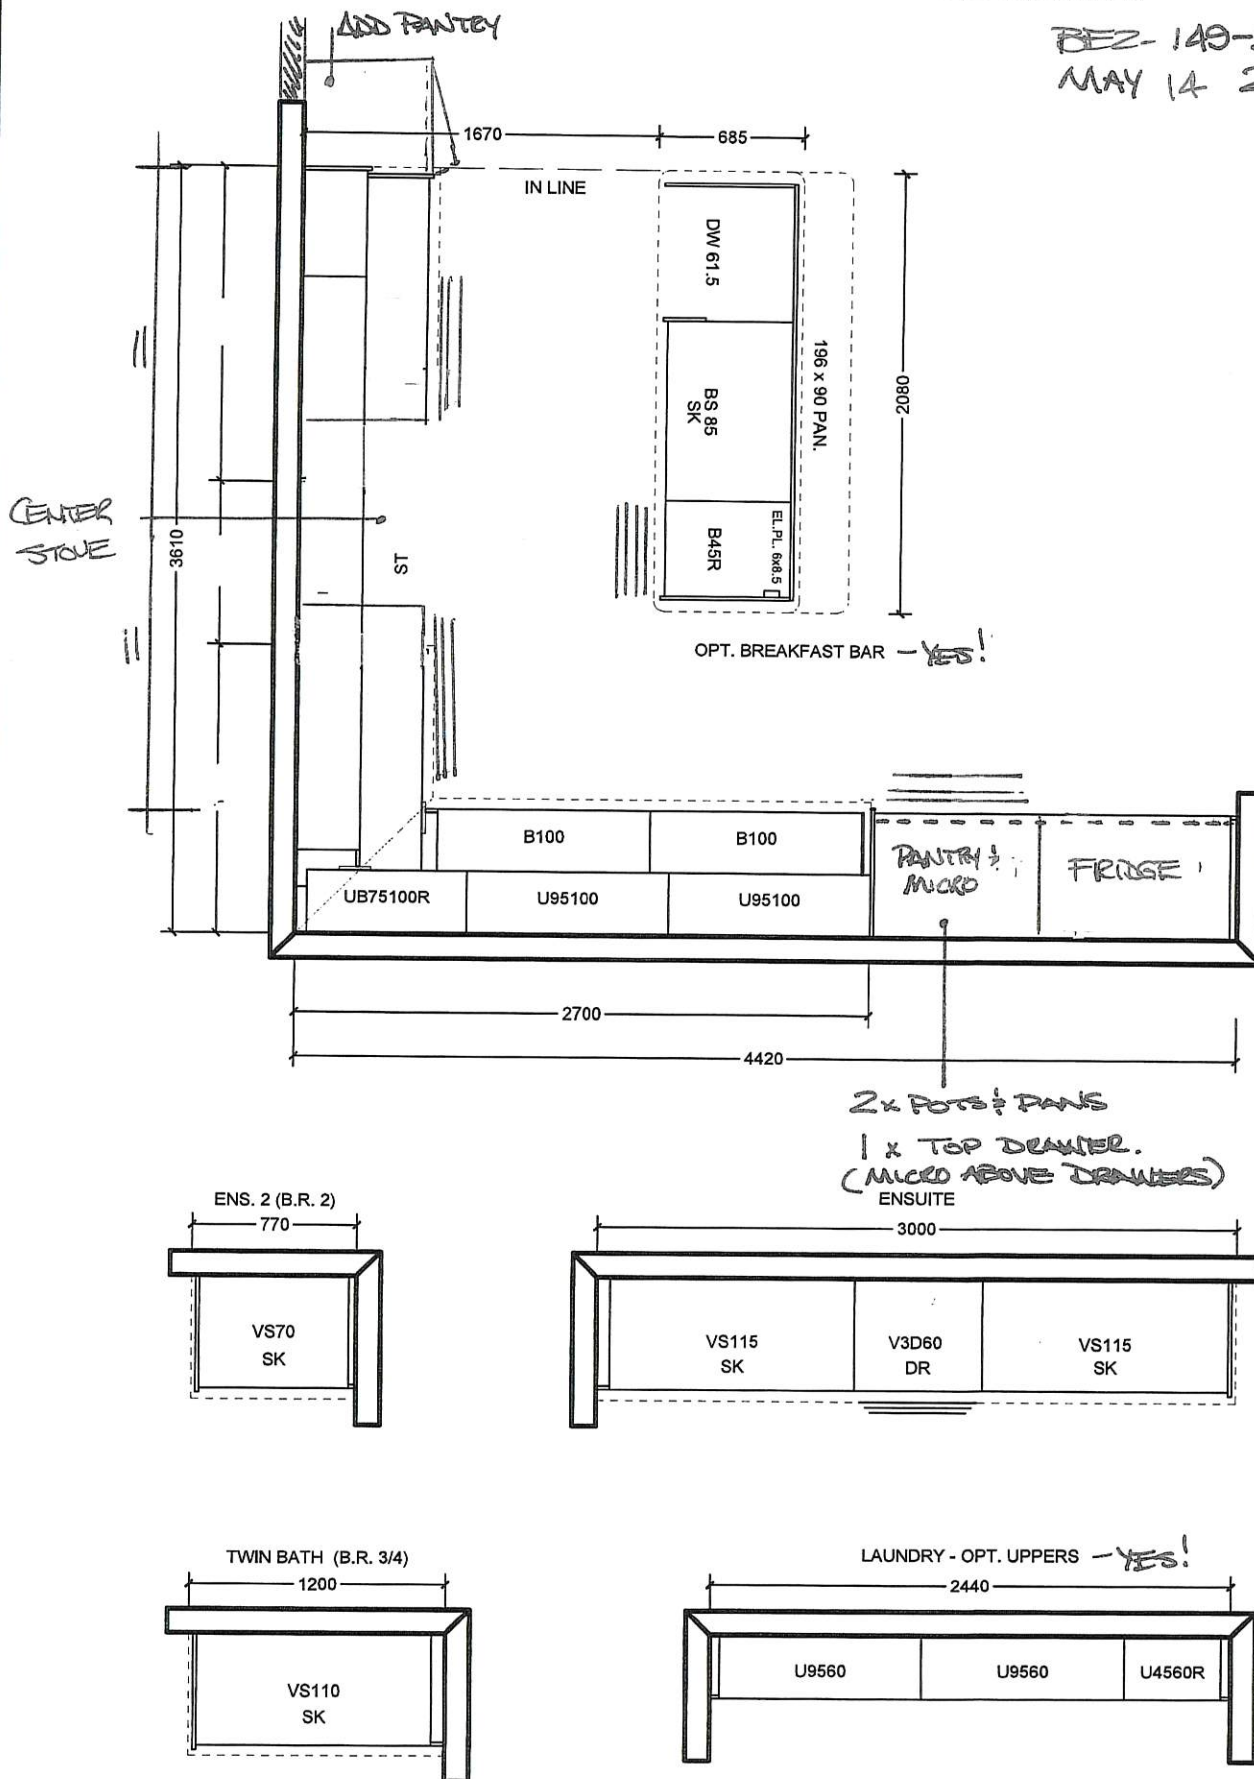 ADD PANTRY
BEZ-149-
MAY 14 2
1670
685
IN LINE
DW 61.5
BS 85
SK
B45R
EL.PL. 6x8.5
196 x 90 PAN.
2080
CENTER
STOVE
3610
ST
OPT. BREAKFAST BAR - YES!
B100
B100
UB75100R
U95100
U95100
PANTRY &
MICRO
FRIDGE
2700
4420
2x POTS & PANS
1 x TOP DRAWER.
(MICRO ABOVE DRAWERS)
ENS. 2 (B.R. 2)
770
VS70
SK
ENSUITE
3000
VS115
SK
V3D60
DR
VS115
SK
TWIN BATH (B.R. 3/4)
1200
VS110
SK
LAUNDRY - OPT. UPPERS - YES!
2440
U9560
U9560
U4560R